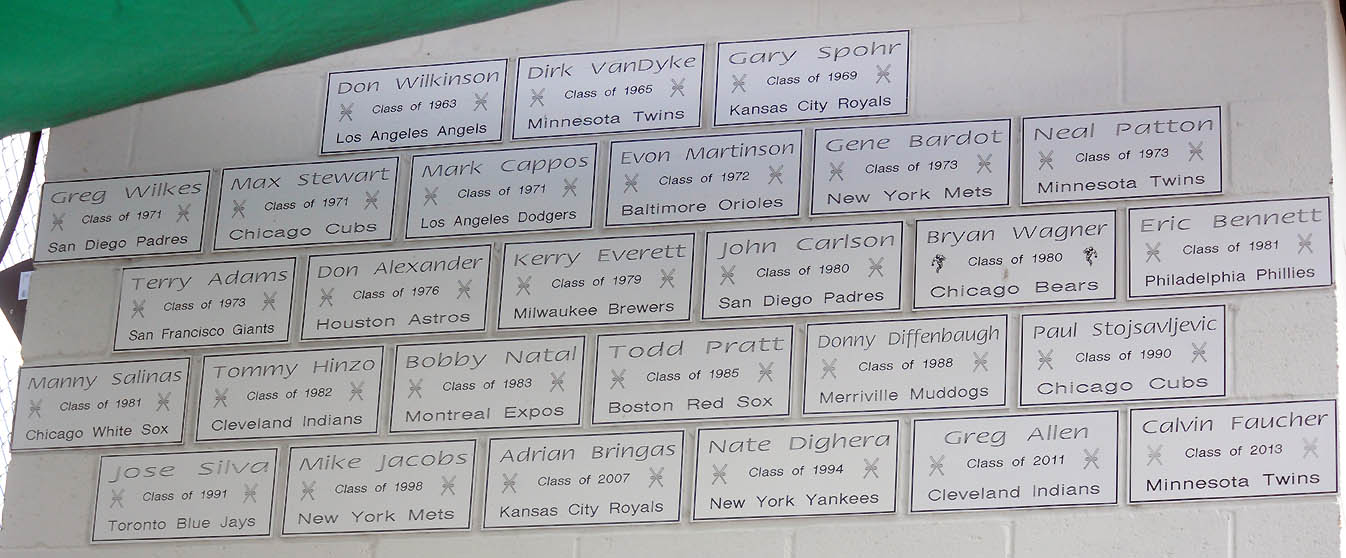 Don Wilkinson
Class of 1963
Los Angeles Angels
Dirk VanDyke
Class of 1965
Minnesota Twins
Gary Spohr
Class of 1969
Kansas City Royals
Greg Wilkes
Class of 1971
San Diego Padres
Max Stewart
Class of 1971
Chicago Cubs
Mark Cappos
Class of 1971
Los Angeles Dodgers
Evon Martinson
Class of 1972
Baltimore Orioles
Gene Bardot
Class of 1973
New York Mets
Neal Patton
Class of 1973
Minnesota Twins
Terry Adams
Class of 1973
San Francisco Giants
Don Alexander
Class of 1976
Houston Astros
Kerry Everett
Class of 1979
Milwaukee Brewers
John Carlson
Class of 1980
San Diego Padres
Bryan Wagner
Class of 1980
Chicago Bears
Eric Bennett
Class of 1981
Philadelphia Phillies
Manny Salinas
Class of 1981
Chicago White Sox
Tommy Hinzo
Class of 1982
Cleveland Indians
Bobby Natal
Class of 1983
Montreal Expos
Todd Pratt
Class of 1985
Boston Red Sox
Donny Diffenbaugh
Class of 1988
Merriville Muddogs
Paul Stojsavljevic
Class of 1990
Chicago Cubs
Jose Silva
Class of 1991
Toronto Blue Jays
Mike Jacobs
Class of 1998
New York Mets
Adrian Bringas
Class of 2007
Kansas City Royals
Nate Dighera
Class of 1994
New York Yankees
Greg Allen
Class of 2011
Cleveland Indians
Calvin Faucher
Class of 2013
Minnesota Twins